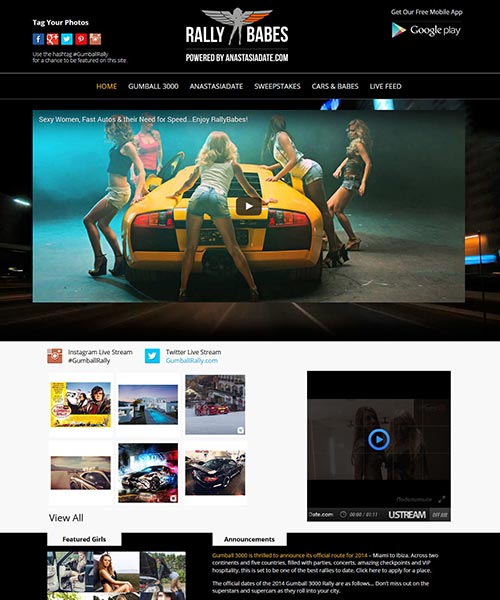 Tag Your Photos
Use the hashtag #GumballRally
for a chance to be featured on this site.
RALLY BABES
POWERED BY ANASTASIADATE.COM
Get Our Free Mobile App
Google play
HOME GUMBALL 3000 ANASTASIADATE SWEEPSTAKES CARS & BABES LIVE FEED
Sexy Women, Fast Autos & their Need for Speed...Enjoy RallyBabes!
Instagram Live Stream
#GumballRally
Twitter Live Stream
GumballRally.com
Date.com 00:00 / 01:11 USTREAM OFF AIR
View All
Featured Girls
Announcements
Gumball 3000 is thrilled to announce its official route for 2014 – Miami to Ibiza. Across two
continents and five countries, filled with parties, concerts, amazing checkpoints and VIP
hospitality, this is set to be one of the best rallies to date. Click here to apply for a place.
The official dates of the 2014 Gumball 3000 Rally are as follows... Don't miss out on the
superstars and supercars as they roll into your city.